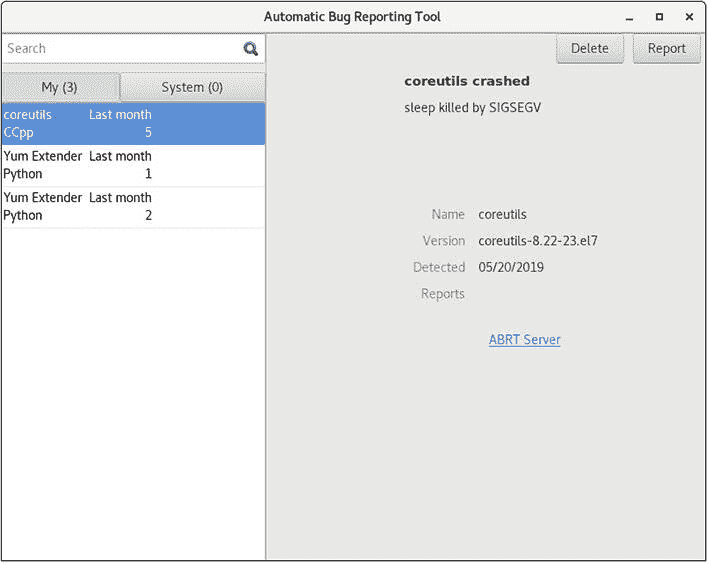 Automatic Bug Reporting Tool
Search
Delete
Report
My (3)
System (0)
coreutils Last month
CCpp 5
Yum Extender Last month
Python 1
Yum Extender Last month
Python 2
coreutils crashed
sleep killed by SIGSEGV
Name coreutils
Version coreutils-8.22-23.el7
Detected 05/20/2019
Reports
ABRT Server